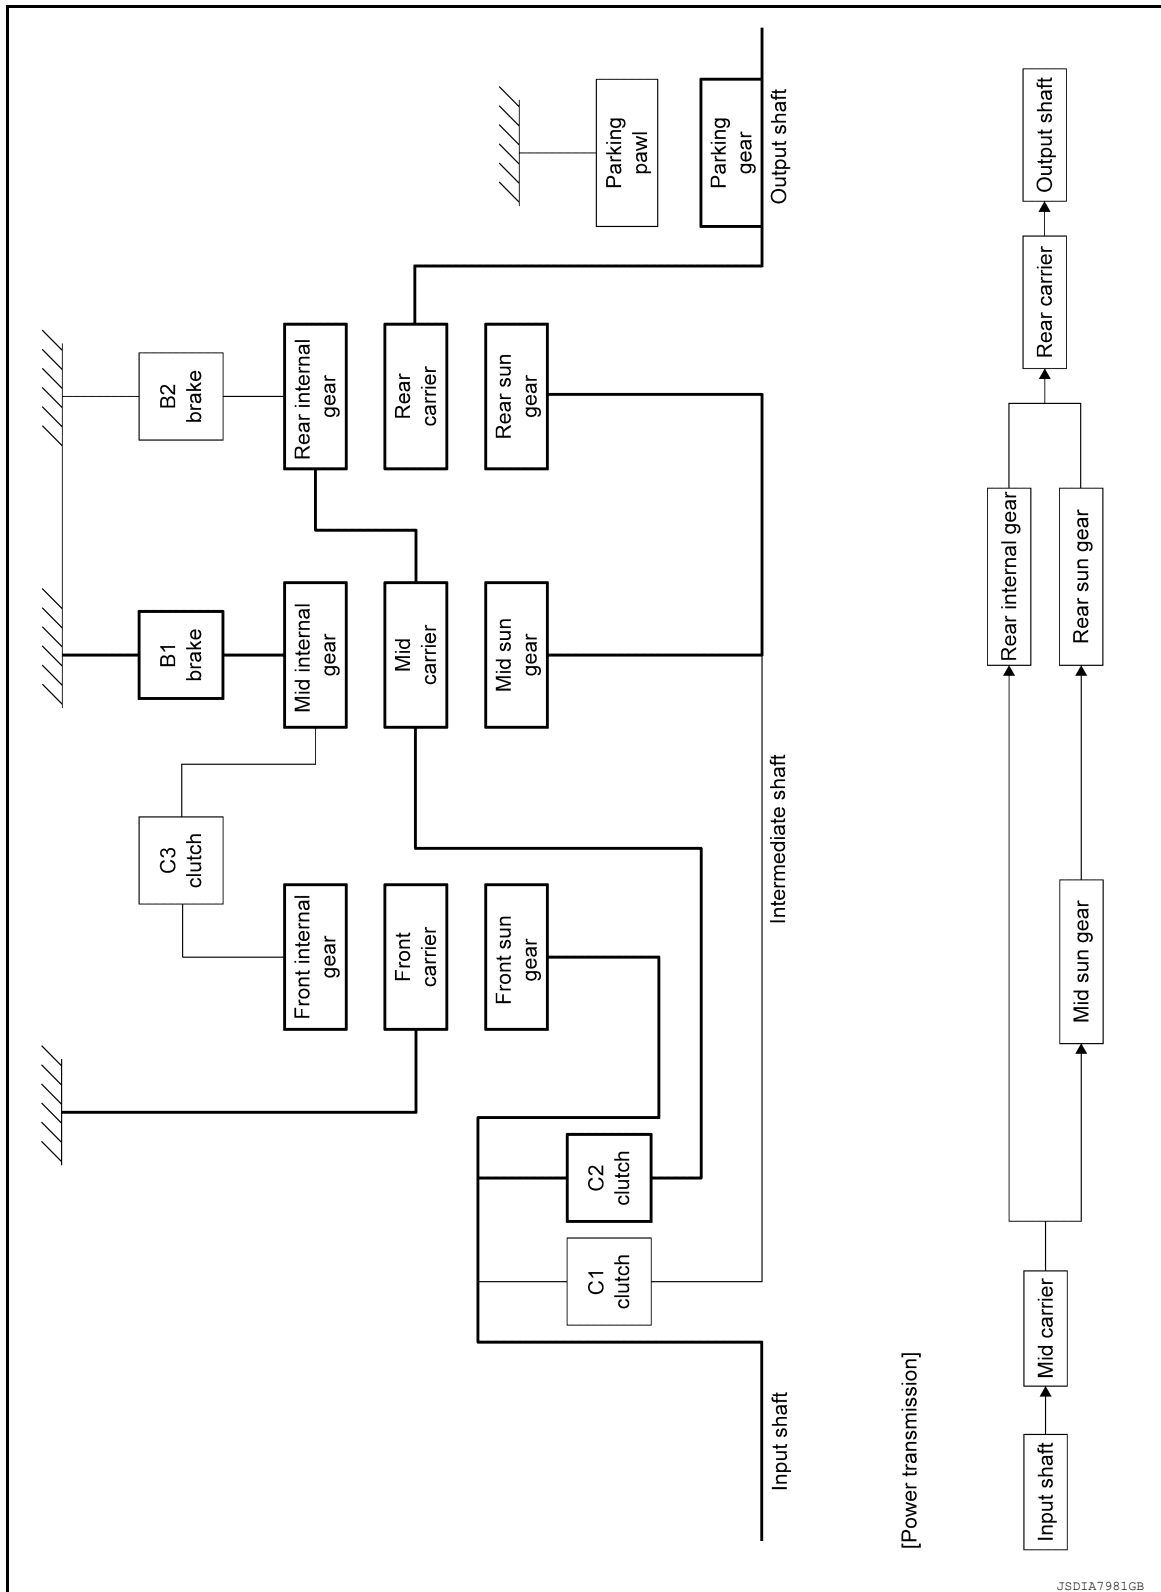 B1
brake
B2
brake
C3
clutch
Front internal
gear
Mid internal
gear
Rear internal
gear
Front
carrier
Mid
carrier
Rear
carrier
Front sun
gear
Mid sun
gear
Rear sun
gear
Parking
pawl
C1
clutch
C2
clutch
Parking
gear
Input shaft
Intermediate shaft
Output shaft
[Power transmission]
Input shaft
Mid carrier
Rear internal gear
Mid sun gear
Rear sun gear
Rear carrier
Output shaft
JSDIA7981GB